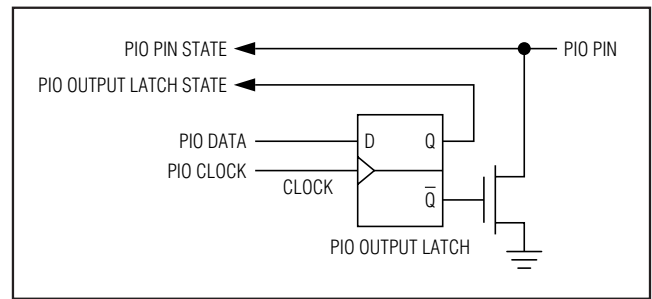 PIO PIN STATE
PIO PIN
PIO OUTPUT LATCH STATE
PIO DATA
D
Q
PIO CLOCK
CLOCK
Q̅
PIO OUTPUT LATCH